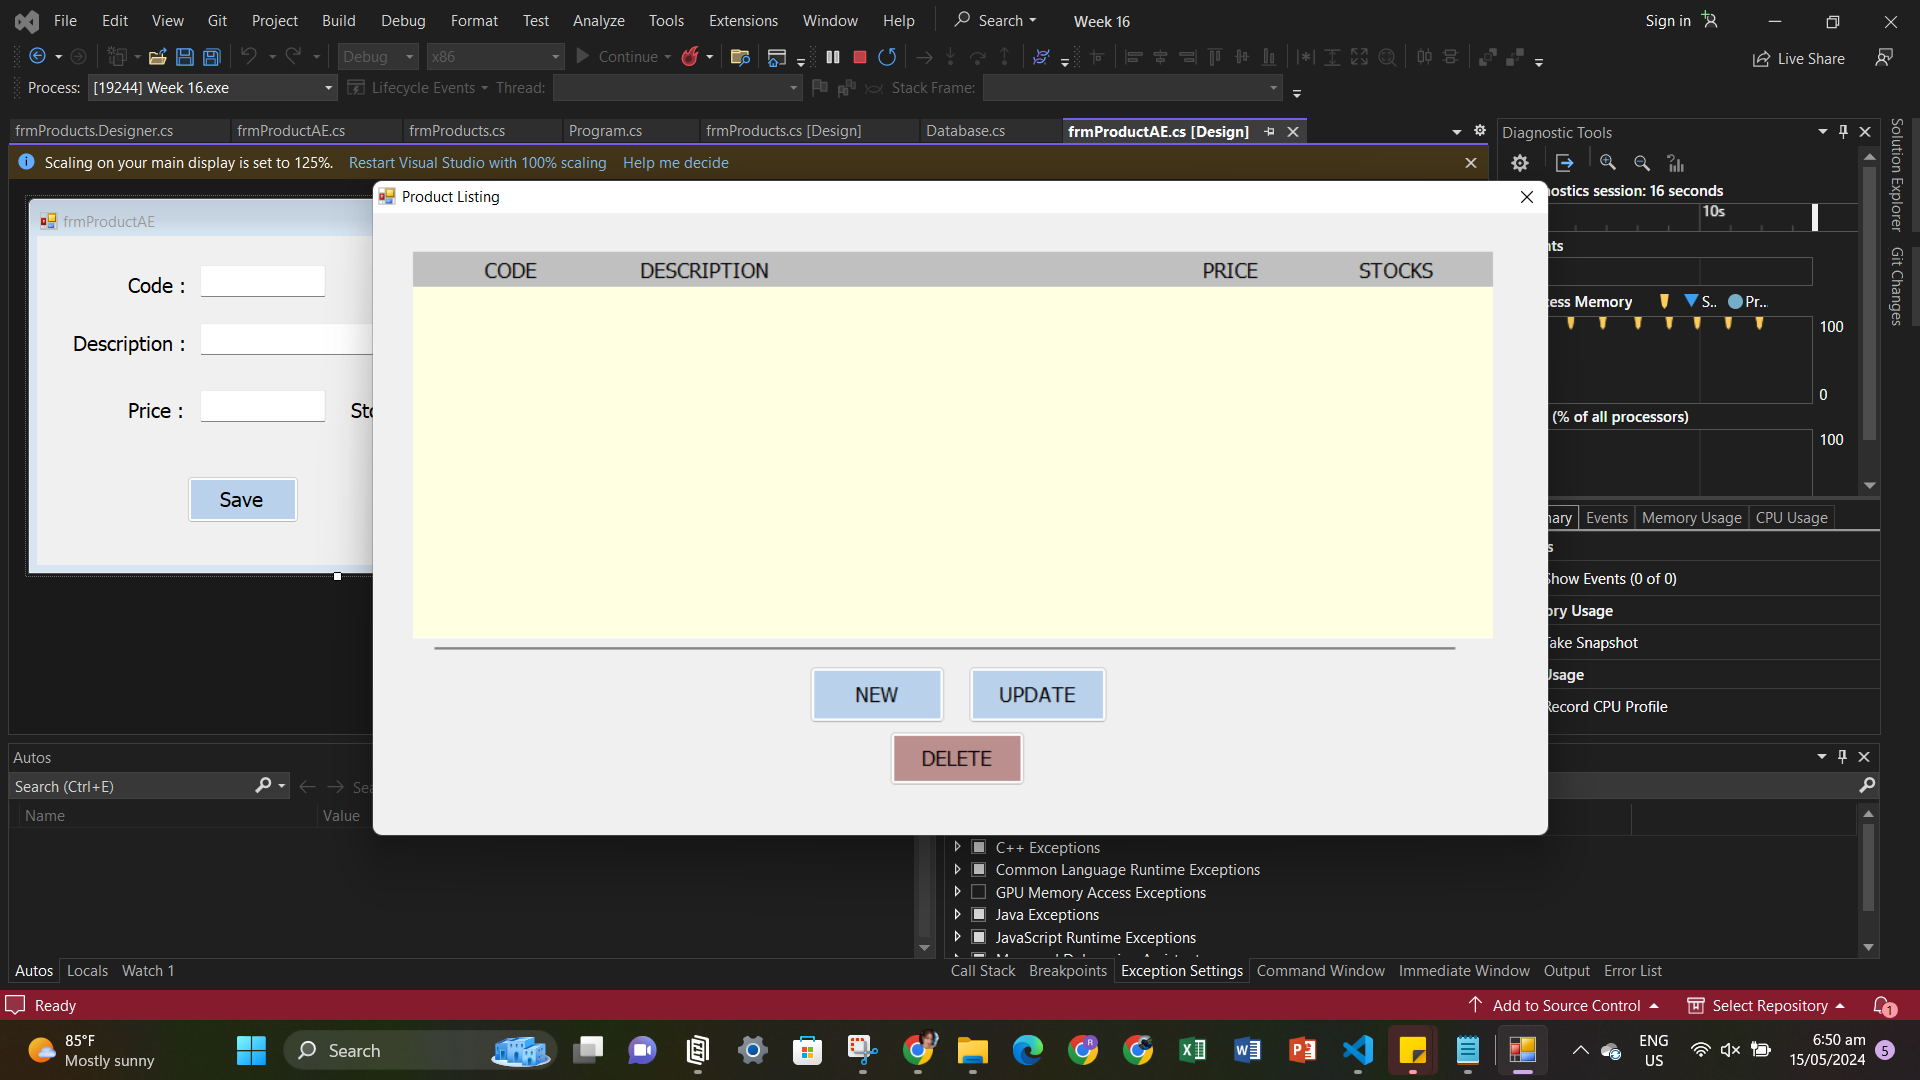 File Edit View Git Project Build Debug Format Test Analyze Tools Extensions Window Help Search Week 16 Sign in
Debug x86 Continue Live Share
Process: [19244] Week 16.exe Lifecycle Events Thread: Stack Frame:
frmProducts.Designer.cs frmProductAE.cs frmProducts.cs Program.cs frmProducts.cs [Design] Database.cs frmProductAE.cs [Design] Diagnostic Tools
Scaling on your main display is set to 125%. Restart Visual Studio with 100% scaling Help me decide
Solution Explorer
Git Changes
frmProductAE
Code :
Description :
Price : Sto
Save
Product Listing
CODE DESCRIPTION PRICE STOCKS
NEW UPDATE
DELETE
ostics session: 16 seconds
10s
nts
cess Memory S.. Pr...
100
0
(% of all processors)
100
nary Events Memory Usage CPU Usage
s
Show Events (0 of 0)
ory Usage
Take Snapshot
Usage
Record CPU Profile
Autos
Search (Ctrl+E) Sea
Name Value
C++ Exceptions
Common Language Runtime Exceptions
GPU Memory Access Exceptions
Java Exceptions
JavaScript Runtime Exceptions
Autos Locals Watch 1
Call Stack Breakpoints Exception Settings Command Window Immediate Window Output Error List
Ready Add to Source Control Select Repository 1
85°F
Mostly sunny
Search
ENG
US
6:50 am
15/05/2024
5